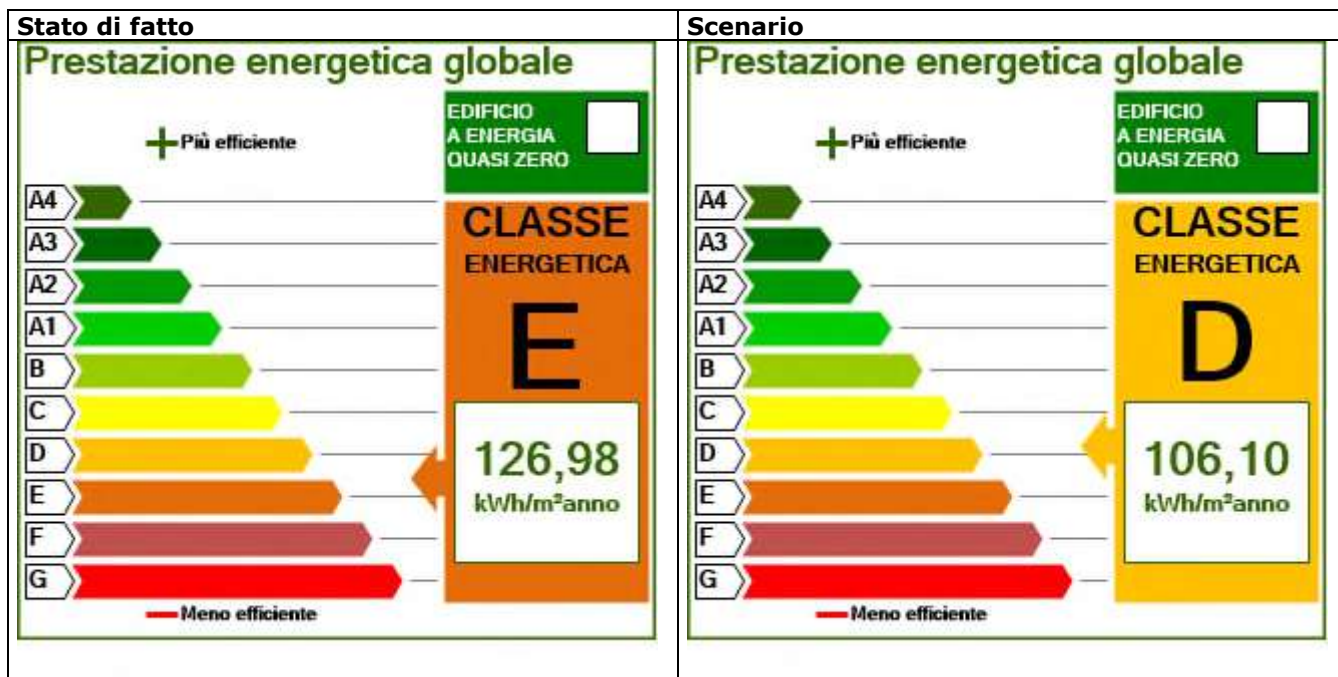 Stato di fatto
Prestazione energetica globale
EDIFICIO
A ENERGIA
QUASI ZERO
Più efficiente
A4
A3
A2
A1
B
C
D
E
F
G
CLASSE
ENERGETICA
E
126,98
kWh/m²anno
Meno efficiente
Scenario
Prestazione energetica globale
EDIFICIO
A ENERGIA
QUASI ZERO
Più efficiente
A4
A3
A2
A1
B
C
D
E
F
G
CLASSE
ENERGETICA
D
106,10
kWh/m²anno
Meno efficiente